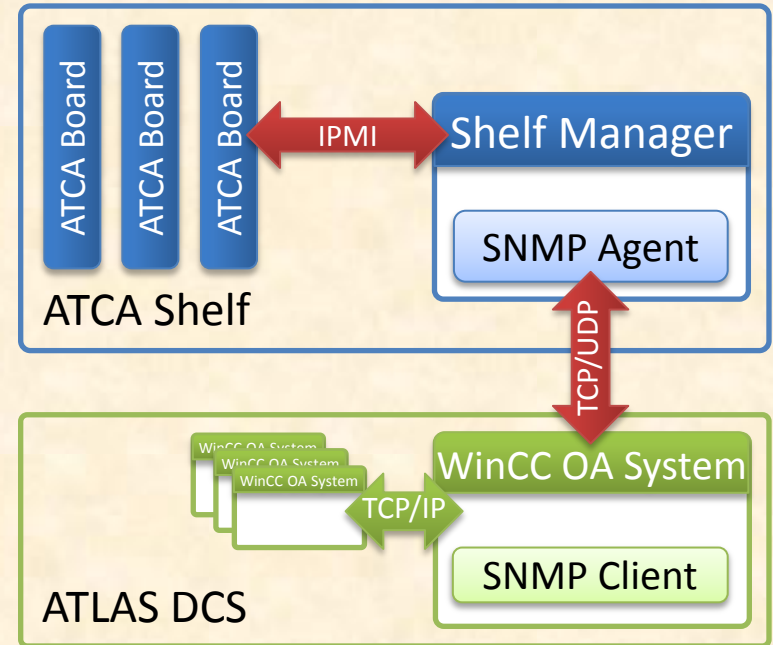 ATCA Board
ATCA Board
ATCA Board
IPMI
Shelf Manager
SNMP Agent
ATCA Shelf
TCP/UDP
WinCC OA System
WinCC OA System
WinCC OA System
WinCC OA System
TCP/IP
SNMP Client
ATLAS DCS